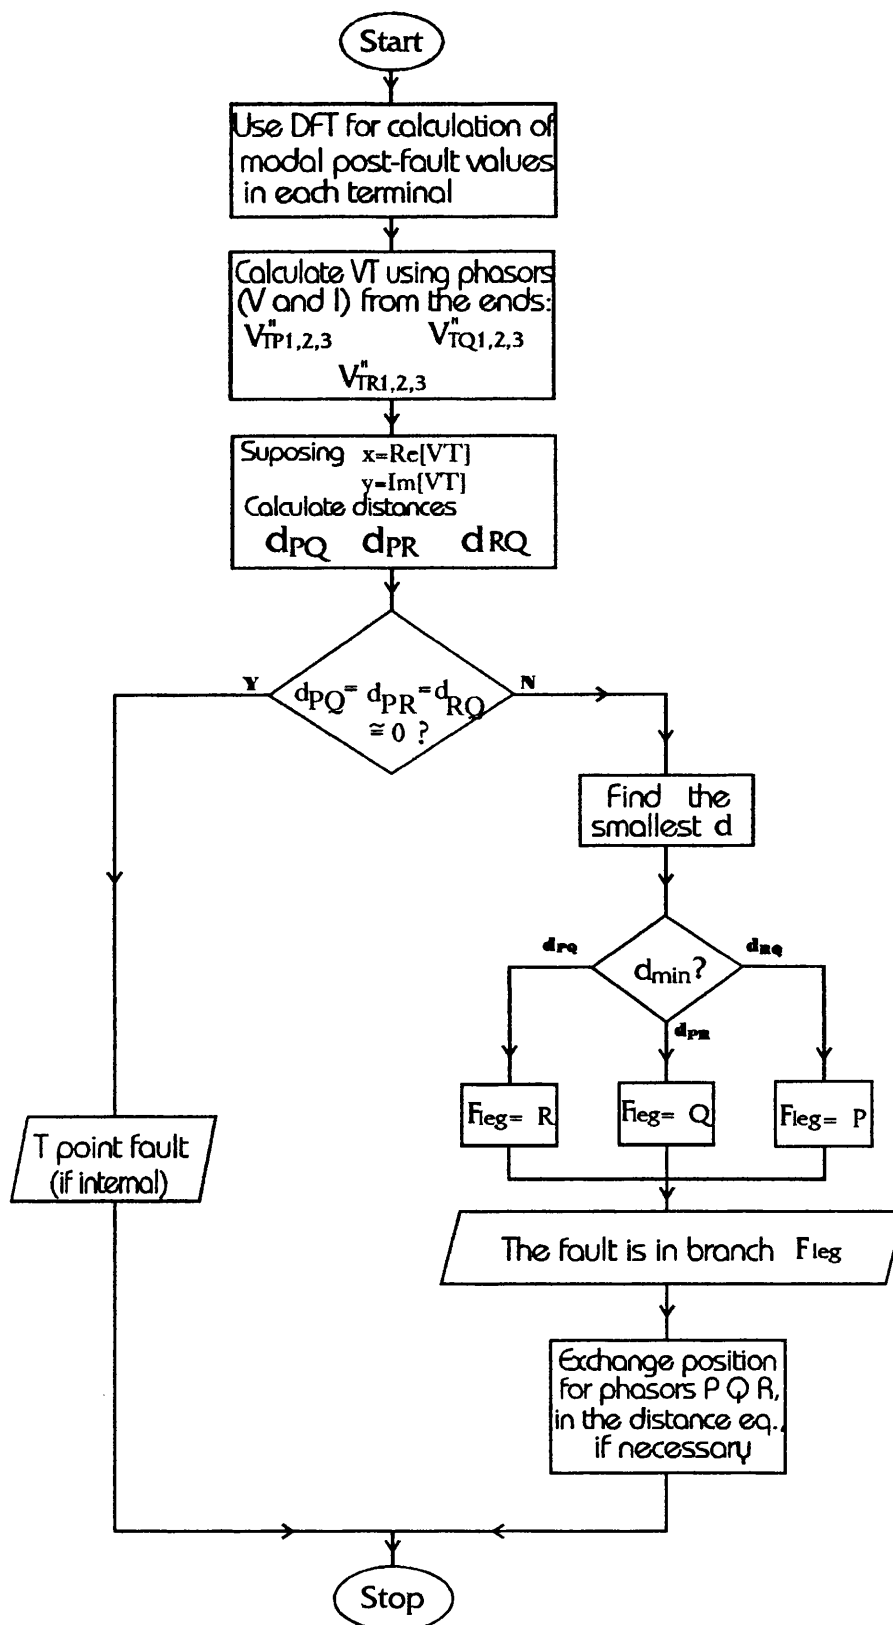 Start
Use DFT for calculation of
modal post-fault values
in each terminal
Calculate VT using phasors
(V and I) from the ends:
V"TP1,2,3 V"TQ1,2,3
V"TR1,2,3
Suposing x=Re[VT]
y=Im[VT]
Calculate distances
dPQ dPR dRQ
Y
dPQ= dPR=dRQ
≅0 ?
N
Find the
smallest d
dPQ
dmin?
dRQ
dPR
Fleg= R
Fleg= Q
Fleg= P
T point fault
(if internal)
The fault is in branch Fleg
Exchange position
for phasors P Q R,
in the distance eq.,
if necessary
Stop